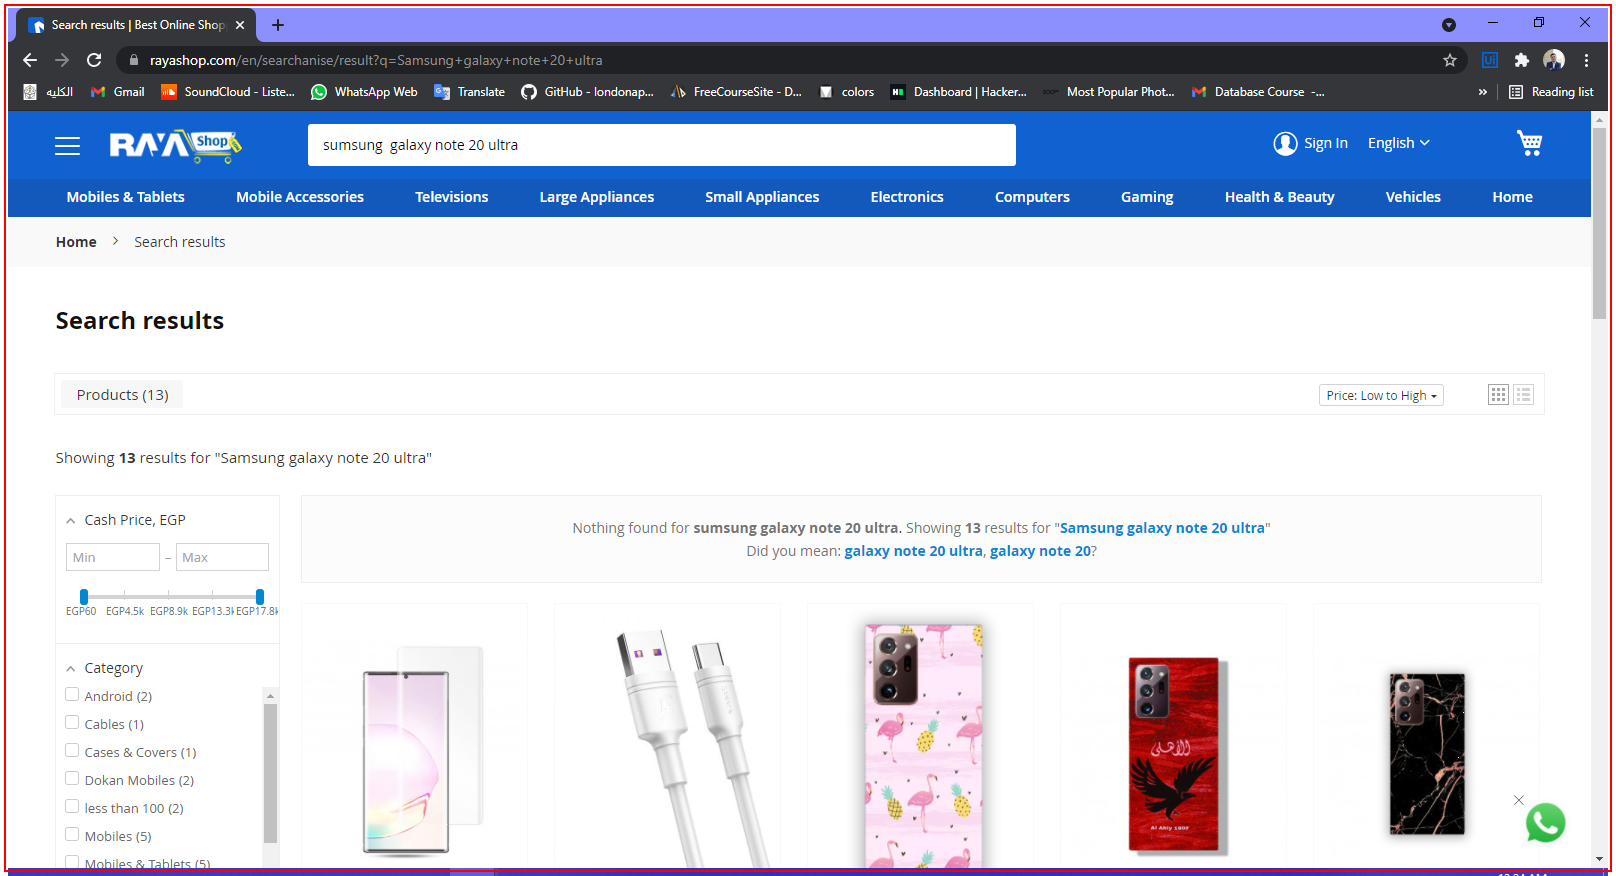 Search results | Best Online Shop
rayashop.com/en/searchanise/result?q=Samsung+galaxy+note+20+ultra
الكليه
Gmail
SoundCloud - Liste...
WhatsApp Web
Translate
GitHub - londonap...
FreeCourseSite - D...
colors
Dashboard | Hacker...
Most Popular Phot...
Database Course -...
»
Reading list
RAYA Shop
sumsung  galaxy note 20 ultra
Sign In
English
Mobiles & Tablets
Mobile Accessories
Televisions
Large Appliances
Small Appliances
Electronics
Computers
Gaming
Health & Beauty
Vehicles
Home
Home > Search results
Search results
Products (13)
Price: Low to High
Showing 13 results for "Samsung galaxy note 20 ultra"
Cash Price, EGP
Min – Max
EGP60 EGP4.5k EGP8.9k EGP13.3k EGP17.8k
Nothing found for sumsung galaxy note 20 ultra. Showing 13 results for "Samsung galaxy note 20 ultra"
Did you mean: galaxy note 20 ultra, galaxy note 20?
Category
Android (2)
Cables (1)
Cases & Covers (1)
Dokan Mobiles (2)
less than 100 (2)
Mobiles (5)
Mobiles & Tablets (5)
الاهلى
Al Ahly 1907